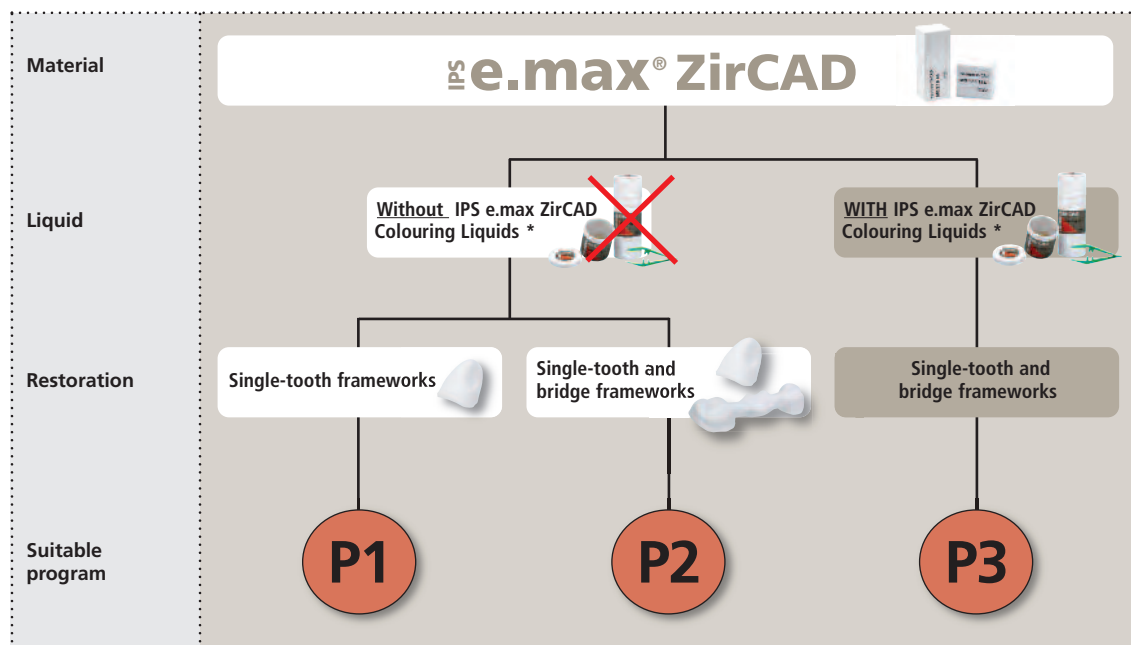 Material
IPS e.max® ZirCAD
Liquid
Without IPS e.max ZirCAD
Colouring Liquids *
WITH IPS e.max ZirCAD
Colouring Liquids *
Restoration
Single-tooth frameworks
Single-tooth and
bridge frameworks
Single-tooth and
bridge frameworks
Suitable
program
P1
P2
P3